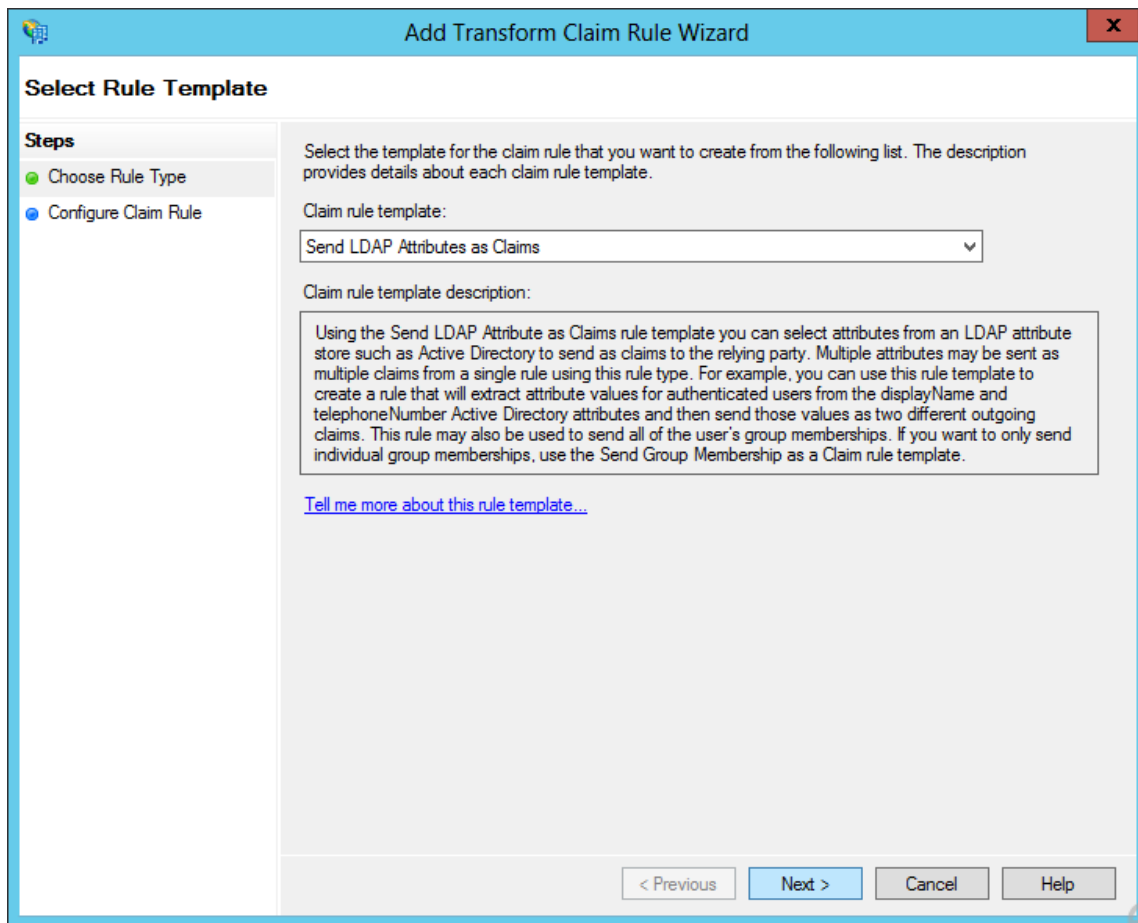 Add Transform Claim Rule Wizard
x
Select Rule Template
Steps
Choose Rule Type
Configure Claim Rule
Select the template for the claim rule that you want to create from the following list. The description
provides details about each claim rule template.
Claim rule template:
Send LDAP Attributes as Claims
Claim rule template description:
Using the Send LDAP Attribute as Claims rule template you can select attributes from an LDAP attribute
store such as Active Directory to send as claims to the relying party. Multiple attributes may be sent as
multiple claims from a single rule using this rule type. For example, you can use this rule template to
create a rule that will extract attribute values for authenticated users from the displayName and
telephoneNumber Active Directory attributes and then send those values as two different outgoing
claims. This rule may also be used to send all of the user's group memberships. If you want to only send
individual group memberships, use the Send Group Membership as a Claim rule template.
Tell me more about this rule template...
< Previous
Next >
Cancel
Help